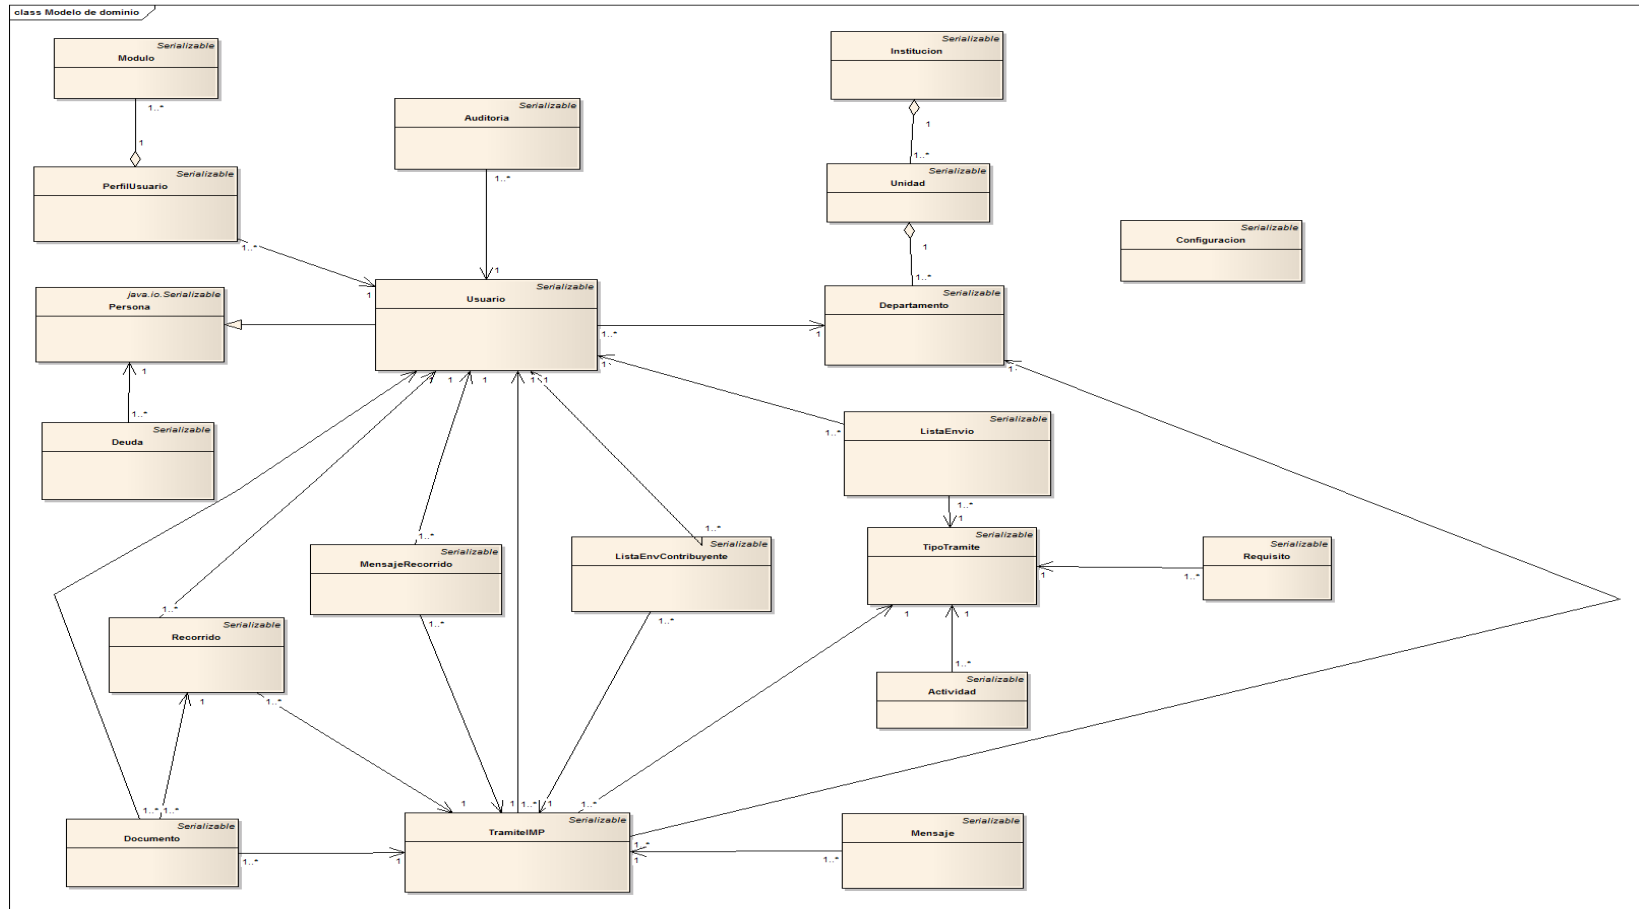 class Modelo de dominio
Serializable
Modulo
1..*
1
Serializable
PerfilUsuario
1..*
1
Serializable
Auditoria
1..*
1
Serializable
Institucion
1
1..*
Serializable
Unidad
1
1..*
Serializable
Departamento
Serializable
Configuracion
java.io.Serializable
Persona
1
1..*
Serializable
Deuda
Serializable
Usuario
1..*
1
1
1
1
1
1
1
1
1..*
Serializable
ListaEnvio
1..*
1
Serializable
TipoTramite
1
1..*
Serializable
Requisito
1
1
1..*
Serializable
Actividad
1..*
Serializable
MensajeRecorrido
1..*
1..*
Serializable
ListaEnvContribuyente
1..*
1..*
Serializable
Recorrido
1..*
1
1..*
1..*
Serializable
Documento
1..*
1
1
1
1..*
1
1..*
Serializable
TramiteIMP
1..*
1
1..*
Serializable
Mensaje